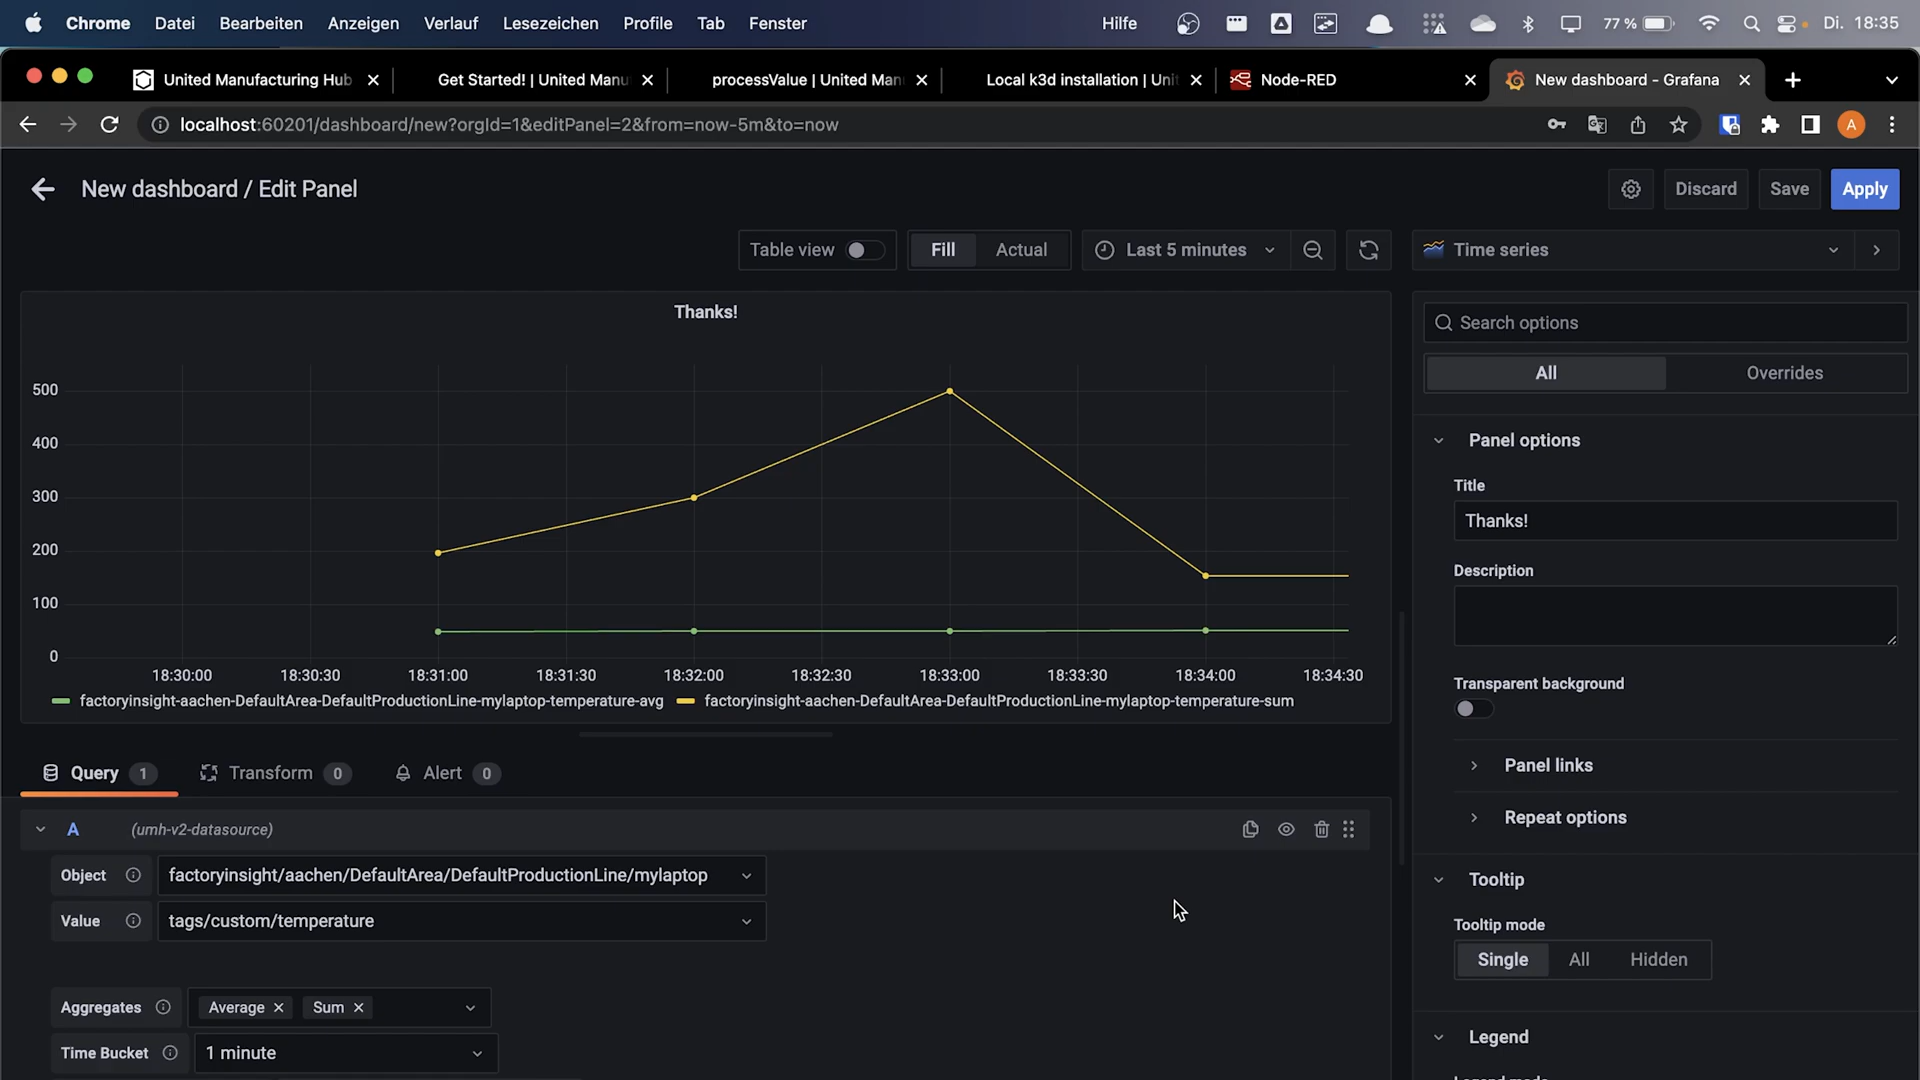 Chrome Datei Bearbeiten Anzeigen Verlauf Lesezeichen Profile Tab Fenster Hilfe 77 % Di. 18:35
United Manufacturing Hub Get Started! | United Manu processValue | United Man Local k3d installation | Uni Node-RED New dashboard - Grafana
localhost:60201/dashboard/new?orgId=1&editPanel=2&from=now-5m&to=now A
New dashboard / Edit Panel Discard Save Apply
Table view Fill Actual Last 5 minutes Time series
Thanks!
500
400
300
200
100
0
18:30:00 18:30:30 18:31:00 18:31:30 18:32:00 18:32:30 18:33:00 18:33:30 18:34:00 18:34:30
factoryinsight-aachen-DefaultArea-DefaultProductionLine-mylaptop-temperature-avg factoryinsight-aachen-DefaultArea-DefaultProductionLine-mylaptop-temperature-sum
Query 1 Transform 0 Alert 0
A (umh-v2-datasource)
Object factoryinsight/aachen/DefaultArea/DefaultProductionLine/mylaptop
Value tags/custom/temperature
Aggregates Average Sum
Time Bucket 1 minute
Search options
All Overrides
Panel options
Title
Thanks!
Description
Transparent background
Panel links
Repeat options
Tooltip
Tooltip mode
Single All Hidden
Legend